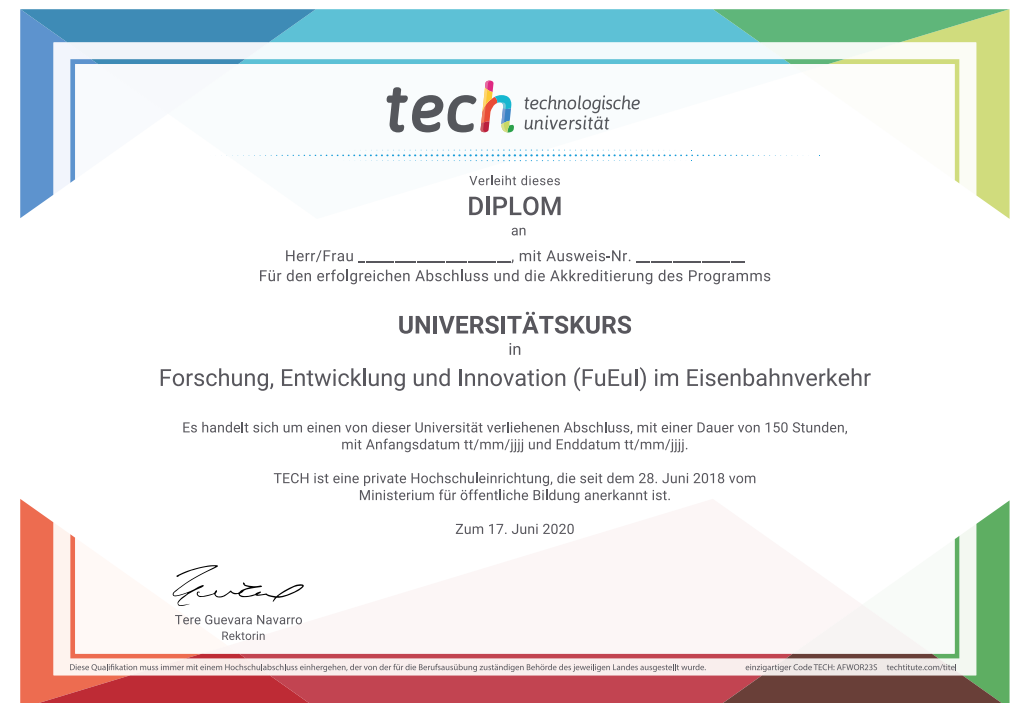 tech technologische
universität
Verleiht dieses
DIPLOM
an
Herr/Frau ____________________, mit Ausweis-Nr. ______________
Für den erfolgreichen Abschluss und die Akkreditierung des Programms
UNIVERSITÄTSKURS
in
Forschung, Entwicklung und Innovation (FuEuI) im Eisenbahnverkehr
Es handelt sich um einen von dieser Universität verliehenen Abschluss, mit einer Dauer von 150 Stunden,
mit Anfangsdatum tt/mm/jjjj und Enddatum tt/mm/jjjj.
TECH ist eine private Hochschuleinrichtung, die seit dem 28. Juni 2018 vom
Ministerium für öffentliche Bildung anerkannt ist.
Zum 17. Juni 2020
Tere Guevara Navarro
Rektorin
Diese Qualifikation muss immer mit einem Hochschulabschluss einhergehen, der von der für die Berufsausübung zuständigen Behörde des jeweiligen Landes ausgestellt wurde. einzigartiger Code TECH: AFWOR23S techtitute.com/titel